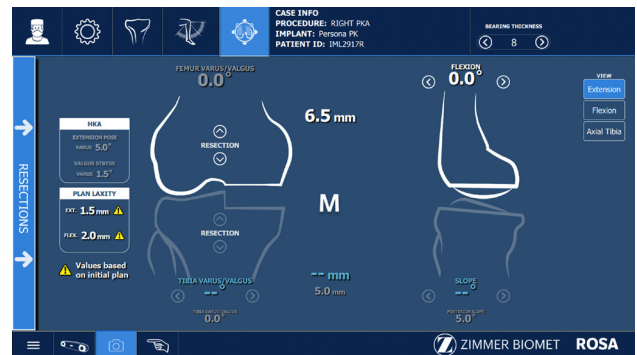 CASE INFO
PROCEDURE: RIGHT PKA
IMPLANT: Persona PK
PATIENT ID: IML2917R
BEARING THICKNESS
8
FEMUR VARUS/VALGUS
0.0°
FLEXION
0.0°
VIEW
Extension
Flexion
Axial Tibia
6.5 mm
HKA
EXTENSION POSE
VARUS 5.0°
VALGUS STRESS
VARUS 1.5°
RESECTION
RESECTIONS
PLAN LAXITY
EXT. 1.5 mm
FLEX. 2.0 mm
M
RESECTION
Values based
on initial plan
-- mm
5.0 mm
TIBIA VARUS/VALGUS
--°
TIBIA VARUS/VALGUS
0.0°
SLOPE
--°
POSTERIOR SLOPE
5.0°
ZIMMER BIOMET ROSA